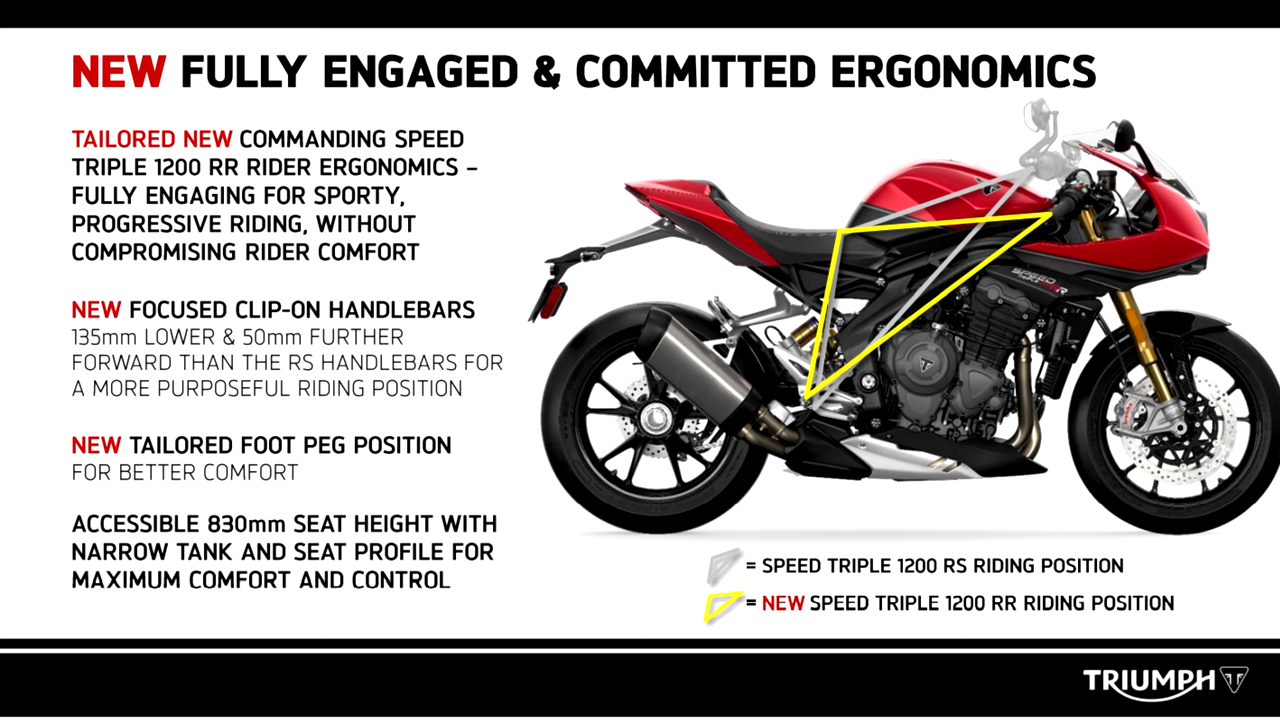 NEW FULLY ENGAGED & COMMITTED ERGONOMICS
TAILORED NEW COMMANDING SPEED
TRIPLE 1200 RR RIDER ERGONOMICS –
FULLY ENGAGING FOR SPORTY,
PROGRESSIVE RIDING, WITHOUT
COMPROMISING RIDER COMFORT
NEW FOCUSED CLIP-ON HANDLEBARS
135mm LOWER & 50mm FURTHER
FORWARD THAN THE RS HANDLEBARS FOR
A MORE PURPOSEFUL RIDING POSITION
NEW TAILORED FOOT PEG POSITION
FOR BETTER COMFORT
ACCESSIBLE 830mm SEAT HEIGHT WITH
NARROW TANK AND SEAT PROFILE FOR
MAXIMUM COMFORT AND CONTROL
SPEED
= SPEED TRIPLE 1200 RS RIDING POSITION
= NEW SPEED TRIPLE 1200 RR RIDING POSITION
TRIUMPH